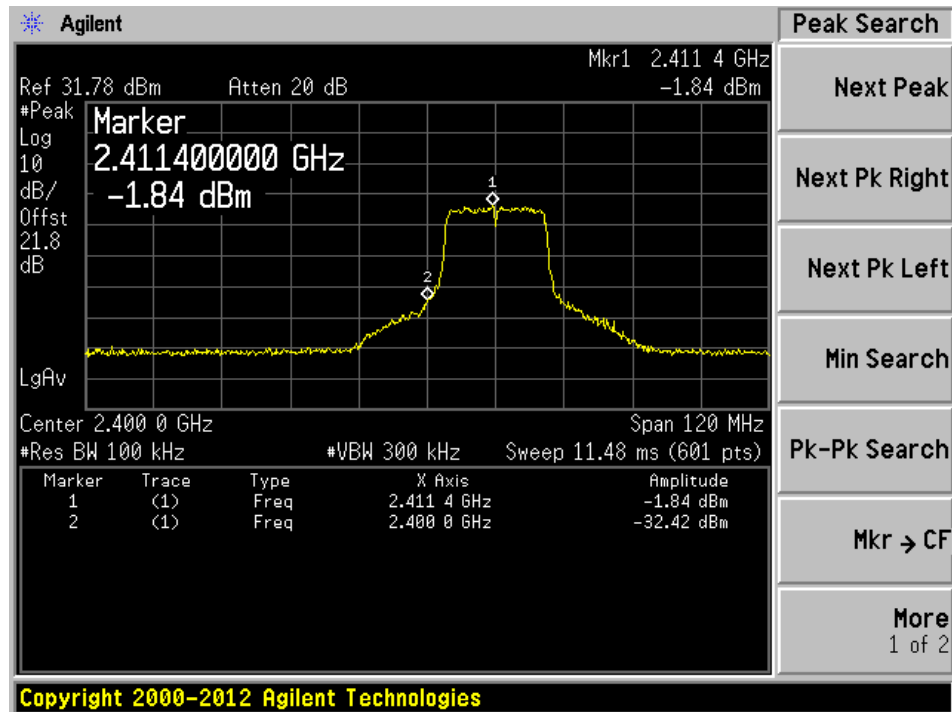 Agilent
Peak Search
Mkr1 2.411 4 GHz
Ref 31.78 dBm Atten 20 dB -1.84 dBm
#Peak
Log
10
dB/
Offst
21.8
dB
LgAv
Marker
2.411400000 GHz
-1.84 dBm
1
2
Center 2.400 0 GHz Span 120 MHz
#Res BW 100 kHz #VBW 300 kHz Sweep 11.48 ms (601 pts)
Marker Trace Type X Axis Amplitude
1 (1) Freq 2.411 4 GHz -1.84 dBm
2 (1) Freq 2.400 0 GHz -32.42 dBm
Next Peak
Next Pk Right
Next Pk Left
Min Search
Pk-Pk Search
Mkr → CF
More
1 of 2
Copyright 2000-2012 Agilent Technologies